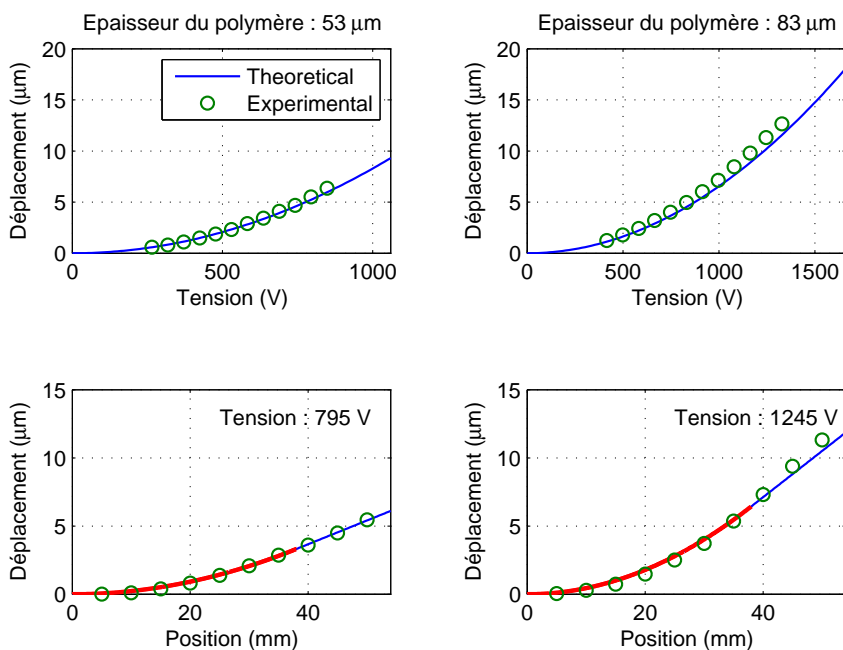 Epaisseur du polymère : 53 μm
Epaisseur du polymère : 83 μm
20
15
10
5
0
Déplacement (μm)
Theoretical
Experimental
0
500
1000
Tension (V)
20
15
10
5
0
Déplacement (μm)
0
500
1000
1500
Tension (V)
15
10
5
0
Déplacement (μm)
Tension : 795 V
0
20
40
Position (mm)
15
10
5
0
Déplacement (μm)
Tension : 1245 V
0
20
40
Position (mm)